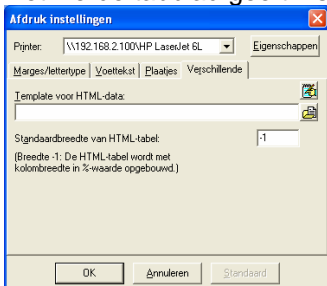 Afdruk instellingen
Printer: \\192.168.2.100\HP LaserJet 6L Eigenschappen
Marges/lettertype Voettekst Plaatjes Verschillende
Template voor HTML-data:
Standaardbreedte van HTML-tabel: -1
(Breedte -1: De HTML-tabel wordt met
kolombreedte in %-waarde opgebouwd.)
OK Annuleren Standaard